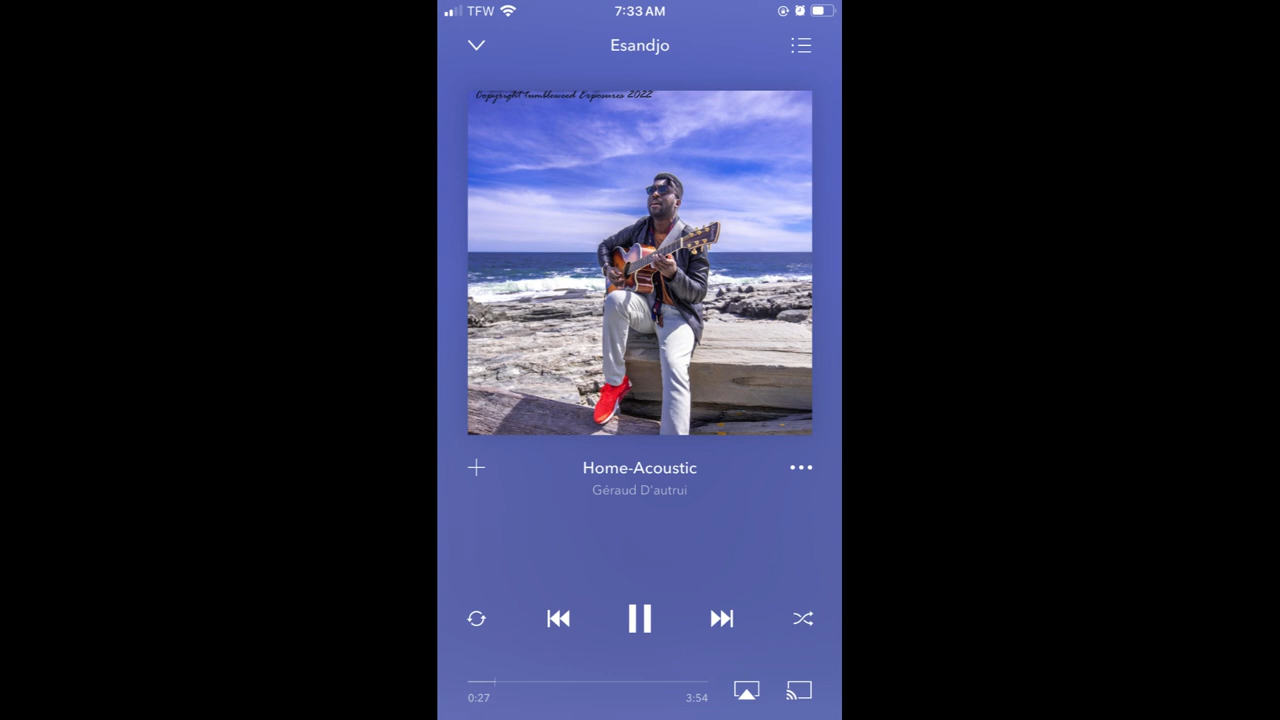 TFW 7:33 AM
Esandjo
Copyright Tumbleweed Exposures 2022
Home-Acoustic
Géraud D'autrui
0:27 3:54